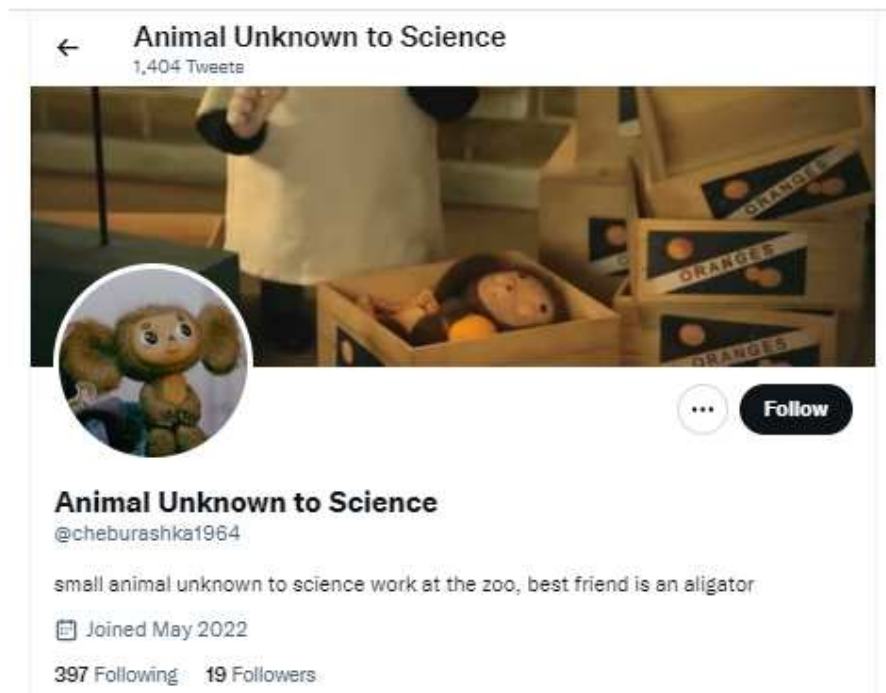 Animal Unknown to Science
1,404 Tweets
ORANGES
ORANGES
ORANGES
Follow
Animal Unknown to Science
@cheburashka1964
small animal unknown to science work at the zoo, best friend is an aligator
Joined May 2022
397 Following 19 Followers